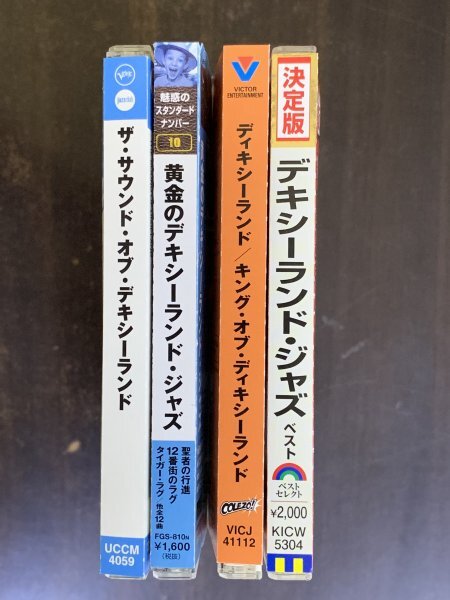 Verve
ザ・サウンド・オブ・デキシーランド
UCCM
4059
魅惑の
スタンダード
ナンバー
10
黄金のデキシーランド・ジャズ
聖者の行進
12番街のラグ
タイガー・ラグ/他全12曲
FGS-810N
¥1,600
(税抜)
VICTOR
ENTERTAINMENT
ディキシーランド/キング・オブ・ディキシーランド
COLEZO!
VICJ
41112
決定版
デキシーランド・ジャズ
ベスト
ベスト
セレクト
¥2,000
KICW
5304